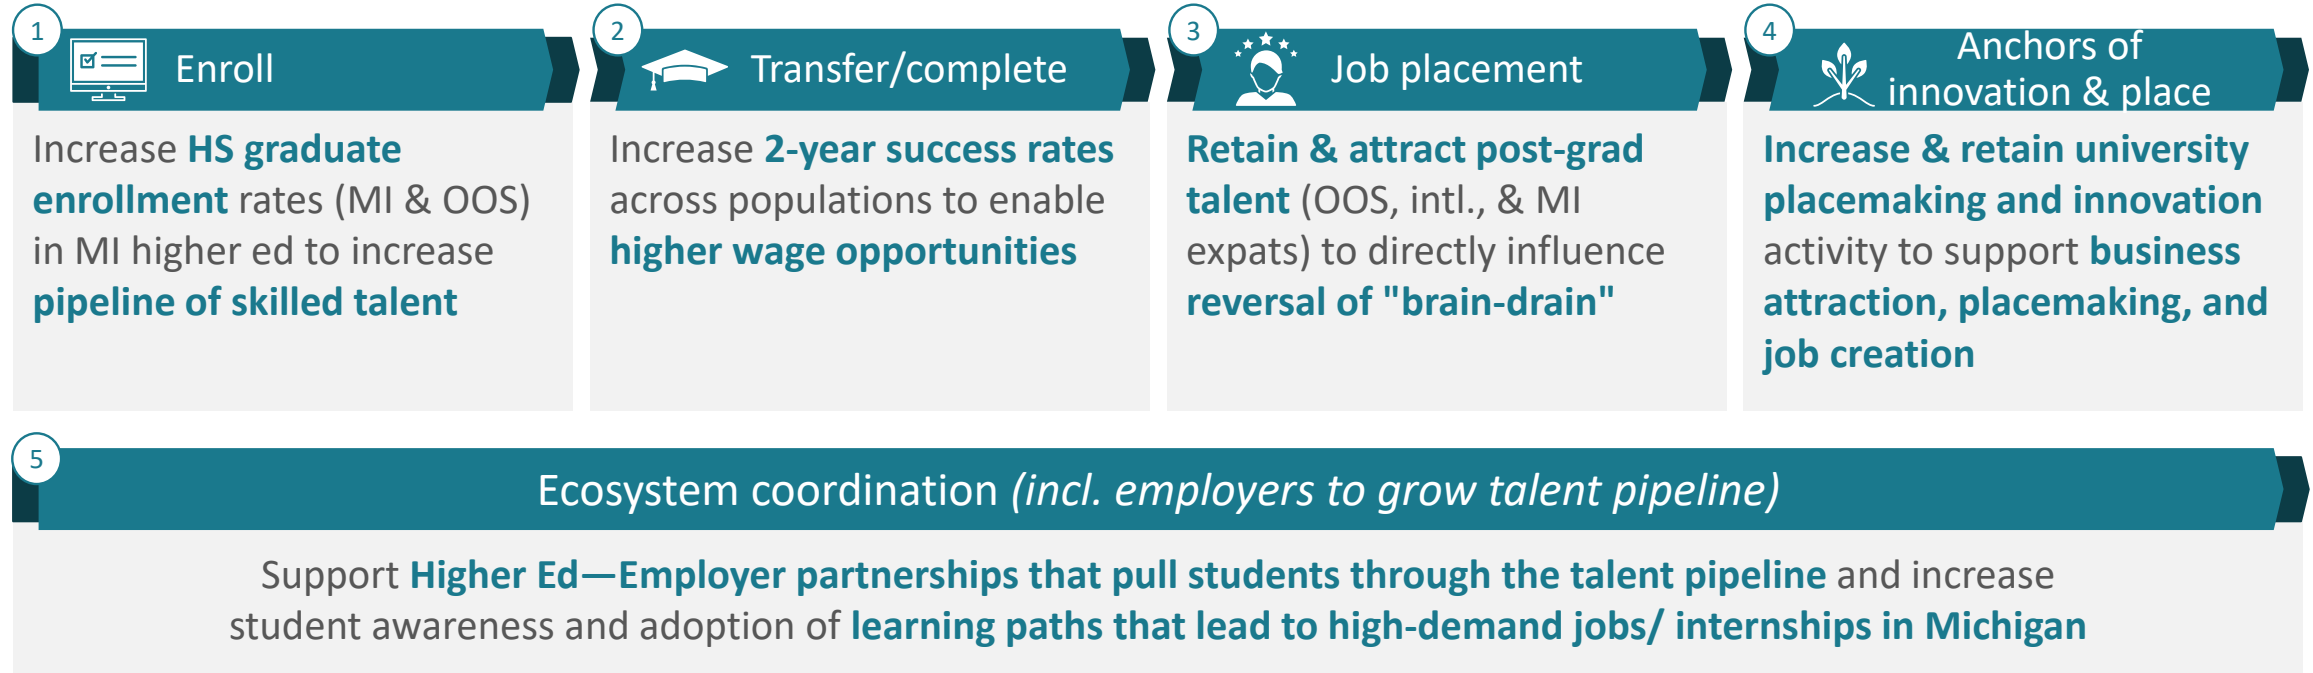 1
Enroll
Increase HS graduate
enrollment rates (MI & OOS)
in MI higher ed to increase
pipeline of skilled talent
2
Transfer/complete
Increase 2-year success rates
across populations to enable
higher wage opportunities
3
Job placement
Retain & attract post-grad
talent (OOS, intl., & MI
expats) to directly influence
reversal of "brain-drain"
4
Anchors of
innovation & place
Increase & retain university
placemaking and innovation
activity to support business
attraction, placemaking, and
job creation
5
Ecosystem coordination (incl. employers to grow talent pipeline)
Support Higher Ed—Employer partnerships that pull students through the talent pipeline and increase
student awareness and adoption of learning paths that lead to high-demand jobs/ internships in Michigan